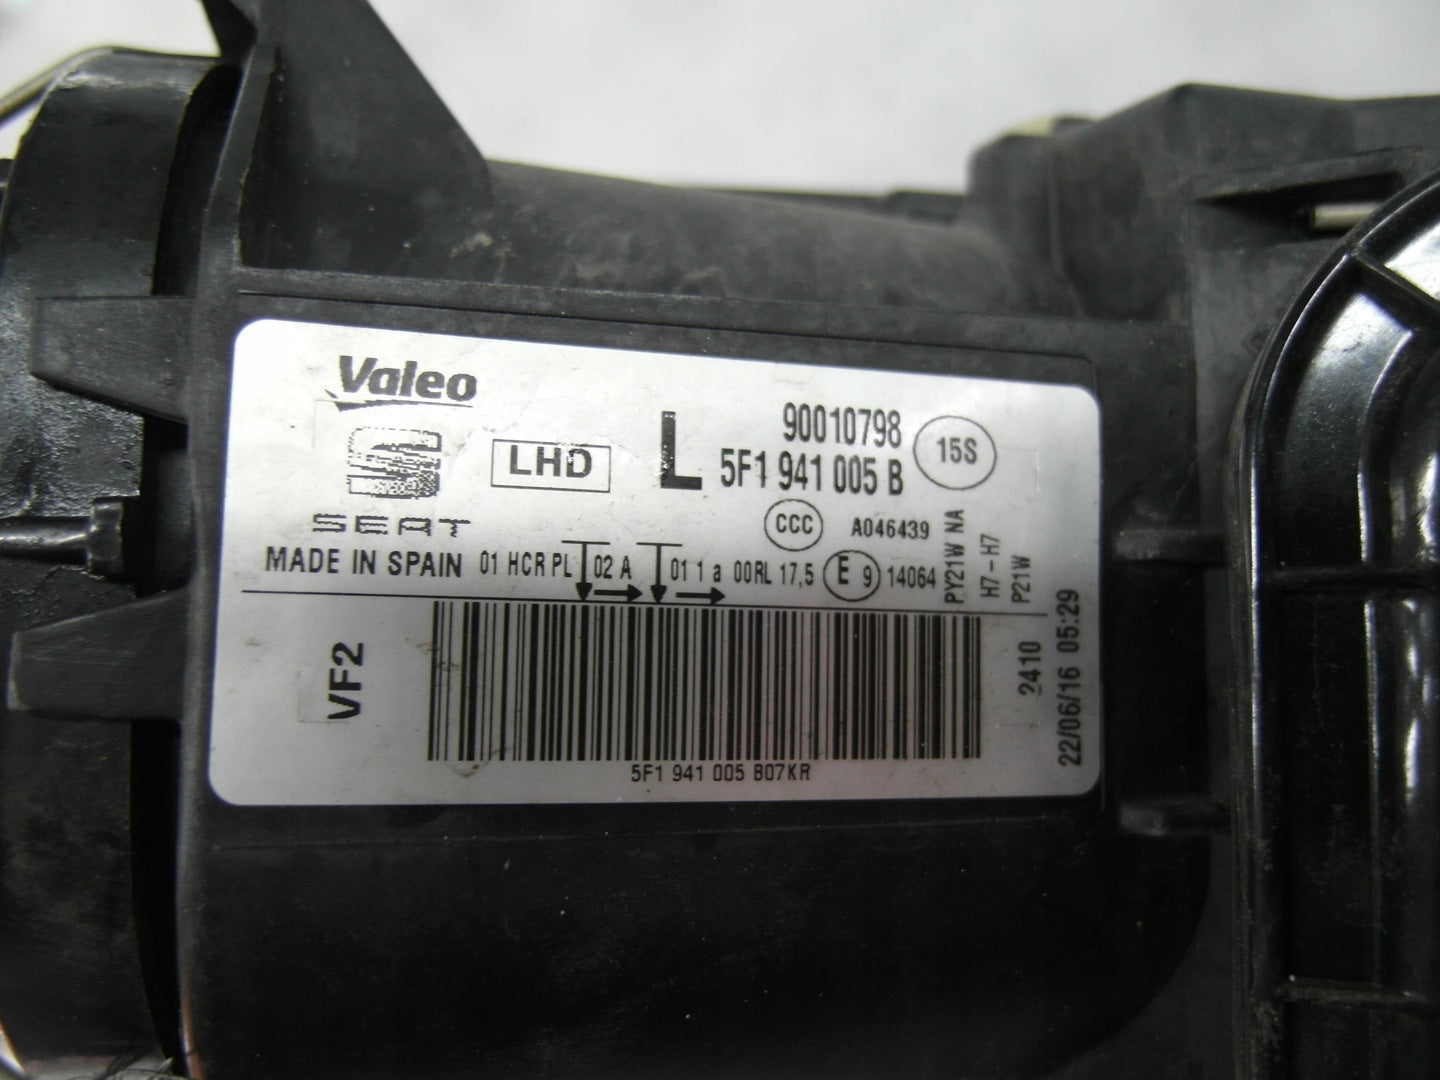 Valeo
SEAT
LHD
L
90010798
5F1 941 005 B
15S
CCC
A046439
MADE IN SPAIN
01 HCR PL
02 A
01 1 a
00RL 17,5
E 9
14064
PY21W NA
H7-H7
P21W
VF2
2410
22/06/16 05:29
5F1 941 005 B07KR